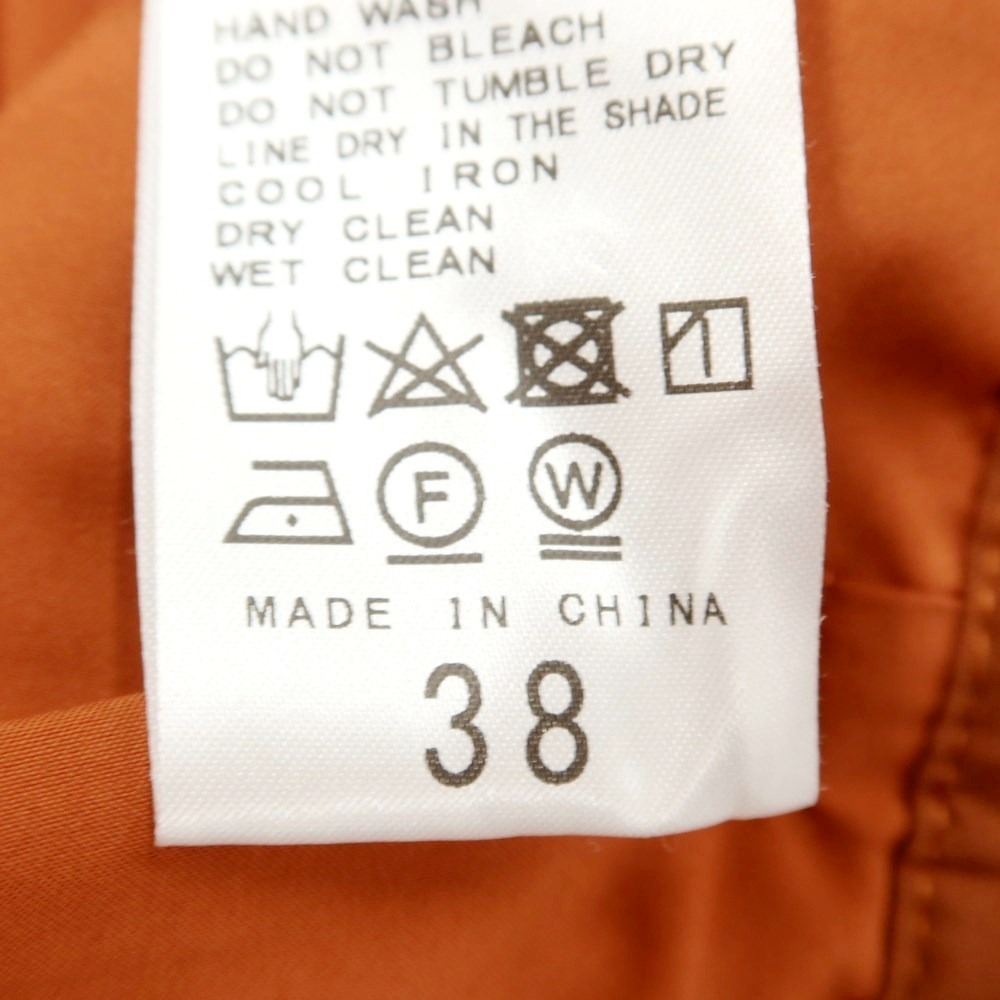 HAND WASH
DO NOT BLEACH
DO NOT TUMBLE DRY
LINE DRY IN THE SHADE
COOL IRON
DRY CLEAN
WET CLEAN
F W
MADE IN CHINA
38